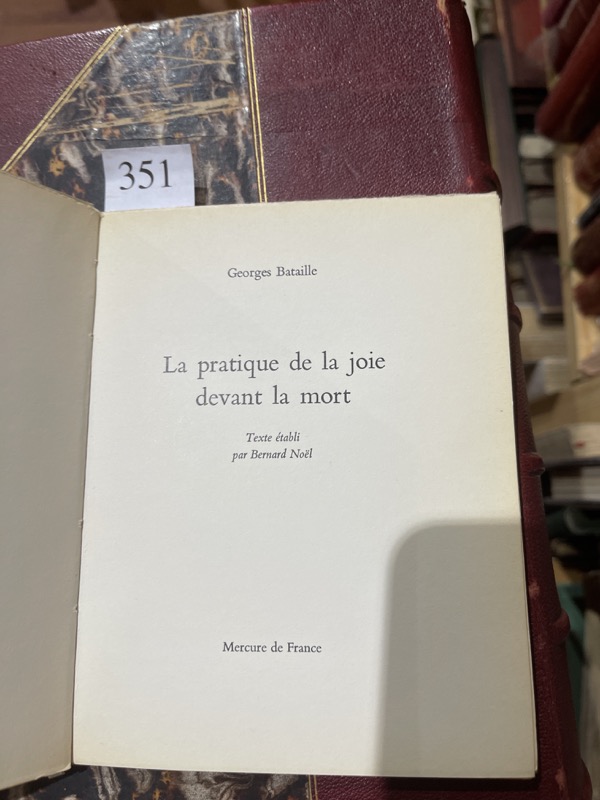 351
Georges Bataille
La pratique de la joie
devant la mort
Texte établi
par Bernard Noël
Mercure de France